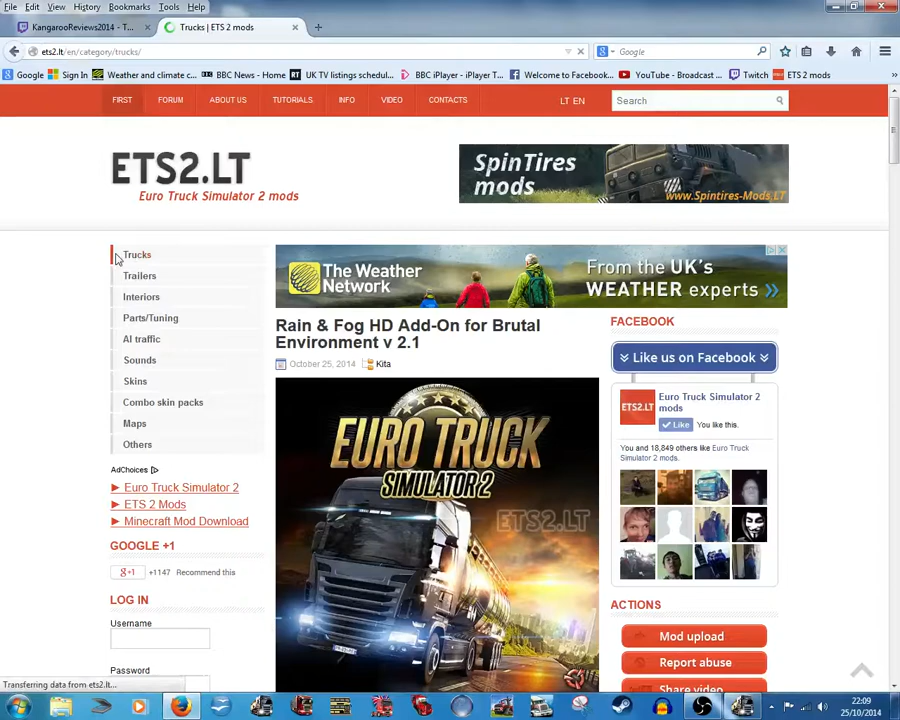 File Edit View History Bookmarks Tools Help
KangarooReviews2014 - T... × Trucks | ETS 2 mods × +
ets2.lt/en/category/trucks/ Google
Google Sign In Weather and climate c... BBC News - Home UK TV listings schedul... BBC iPlayer - iPlayer T... Welcome to Facebook... YouTube - Broadcast ... Twitch ETS 2 mods »
FIRST FORUM ABOUT US TUTORIALS INFO VIDEO CONTACTS LT EN Search
ETS2.LT
Euro Truck Simulator 2 mods
SpinTires
mods
www.Spintires-Mods.LT
Trucks
Trailers
Interiors
Parts/Tuning
AI traffic
Sounds
Skins
Combo skin packs
Maps
Others
AdChoices
► Euro Truck Simulator 2
► ETS 2 Mods
► Minecraft Mod Download
GOOGLE +1
g+1 +1147 Recommend this
LOG IN
Username
Password
The Weather
Network
From the UK's
WEATHER experts »
Rain & Fog HD Add-On for Brutal
Environment v 2.1
October 25, 2014 Kita
EURO TRUCK
SIMULATOR 2
ETS2.LT
FACEBOOK
Like us on Facebook
ETS2.LT
Euro Truck Simulator 2
mods
Like You like this.
You and 18,849 others like Euro Truck
Simulator 2 mods.
ACTIONS
Mod upload
Report abuse
Share video
Transferring data from ets2.lt...
22:09
25/10/2014